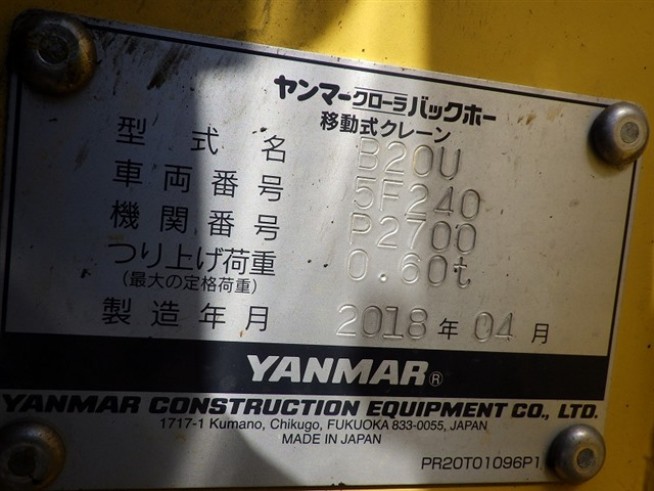 ヤンマークローラバックホー
移動式クレーン
型式名 B20U
車両番号 5F240
機関番号 P2700
つり上げ荷重 0.60t
(最大の定格荷重)
製造年月 2018年04月
YANMAR®
YANMAR CONSTRUCTION EQUIPMENT CO., LTD.
1717-1 Kumano, Chikugo, FUKUOKA 833-0055, JAPAN
MADE IN JAPAN
PR20T01096P1